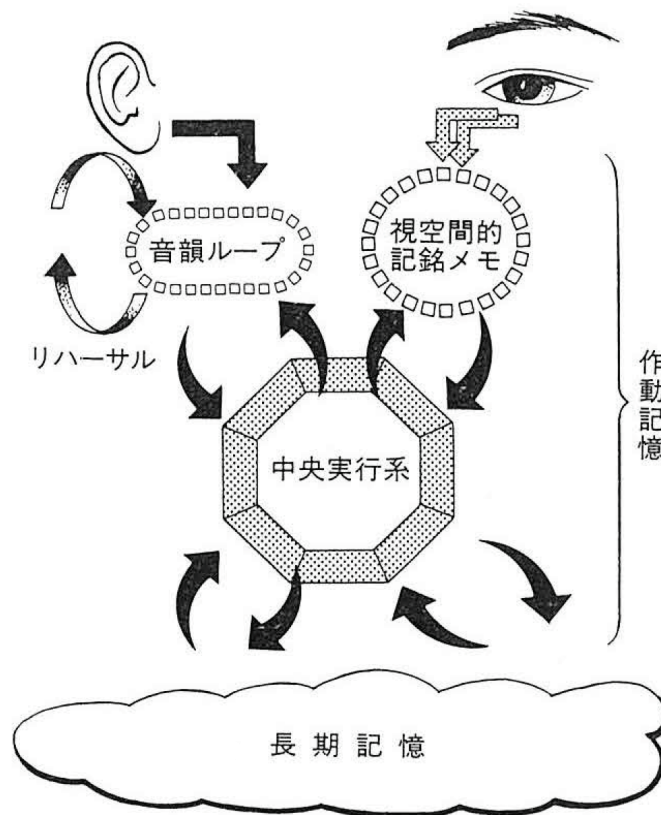 音韻ループ
視空間的
記銘メモ
リハーサル
中央実行系
作動記憶
長期記憶